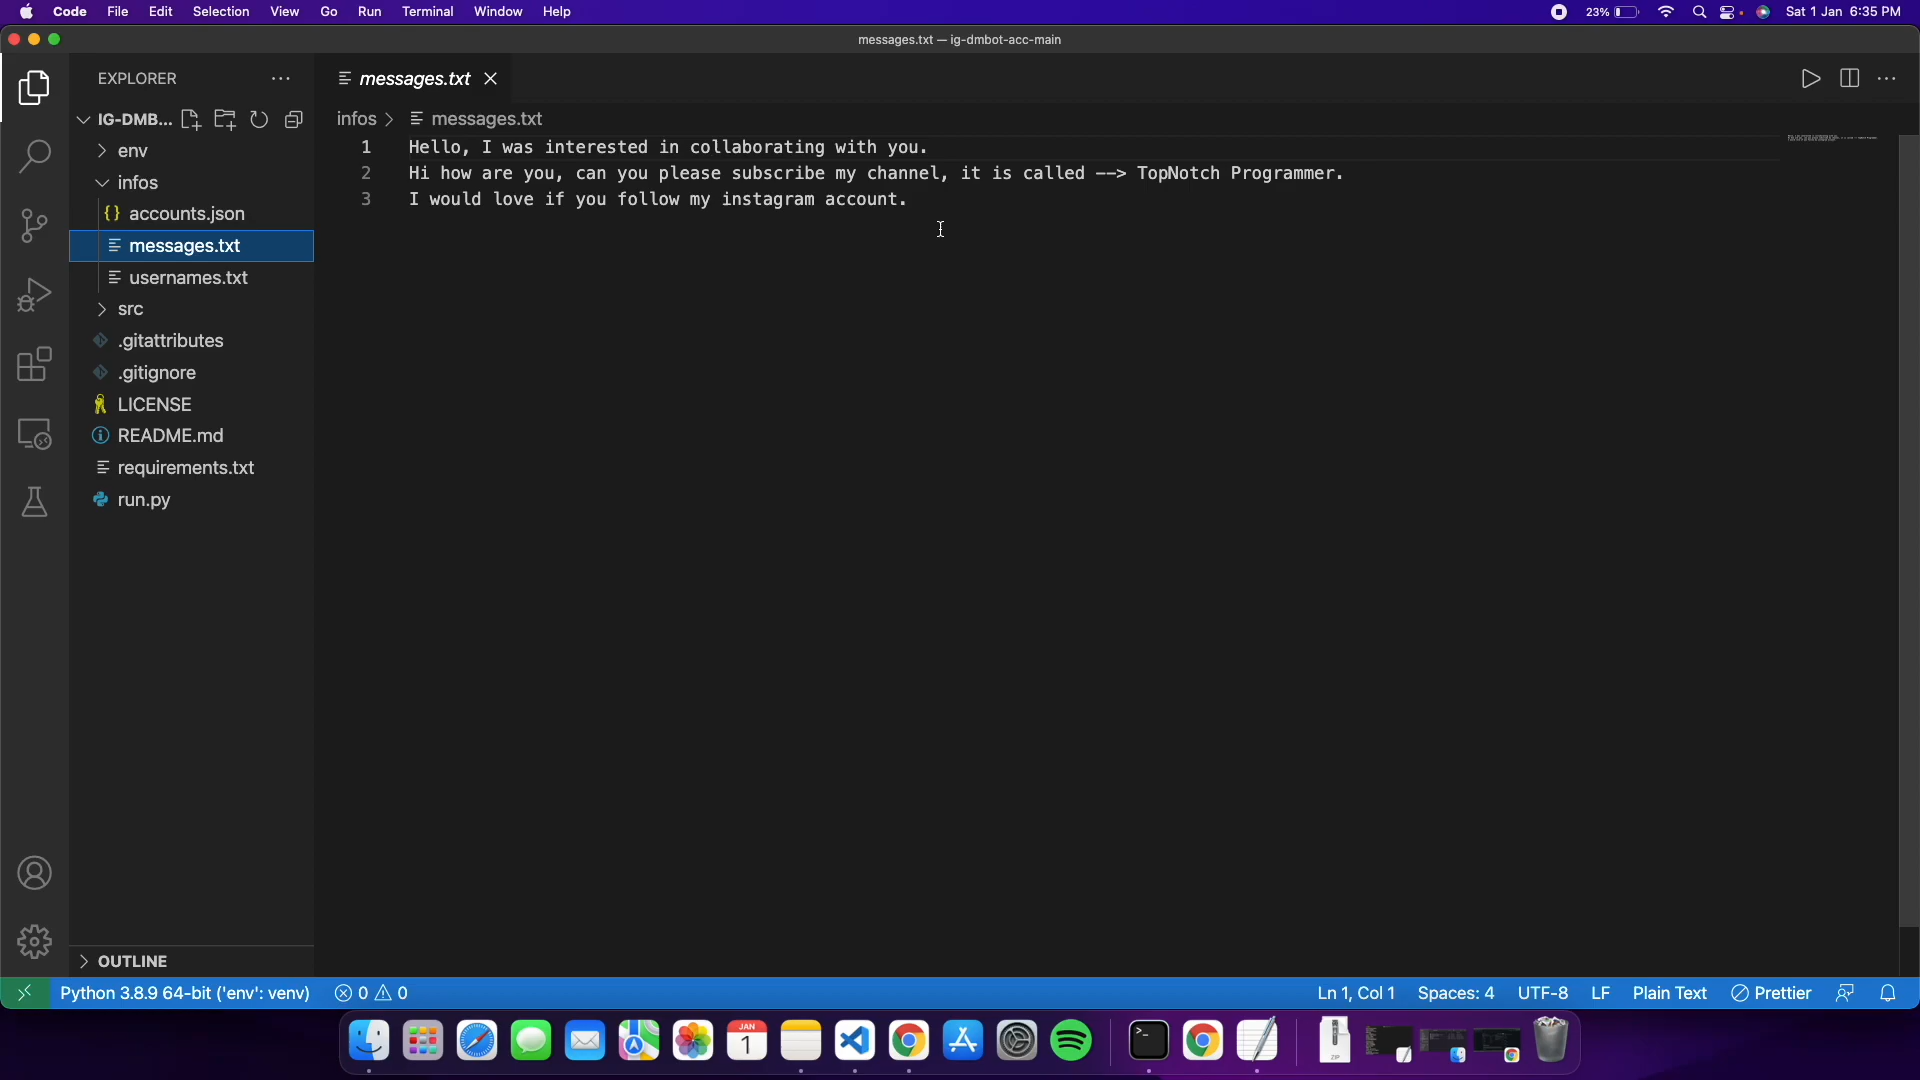 Code File Edit Selection View Go Run Terminal Window Help 23% Sat 1 Jan 6:35 PM
messages.txt — ig-dmbot-acc-main
EXPLORER
messages.txt
IG-DMB...
infos > messages.txt
env
infos
accounts.json
messages.txt
usernames.txt
src
.gitattributes
.gitignore
LICENSE
README.md
requirements.txt
run.py
1 Hello, I was interested in collaborating with you.
2 Hi how are you, can you please subscribe my channel, it is called --> TopNotch Programmer.
3 I would love if you follow my instagram account.
OUTLINE
Python 3.8.9 64-bit ('env': venv) 0 0 Ln 1, Col 1 Spaces: 4 UTF-8 LF Plain Text Prettier
JAN
1
ZIP